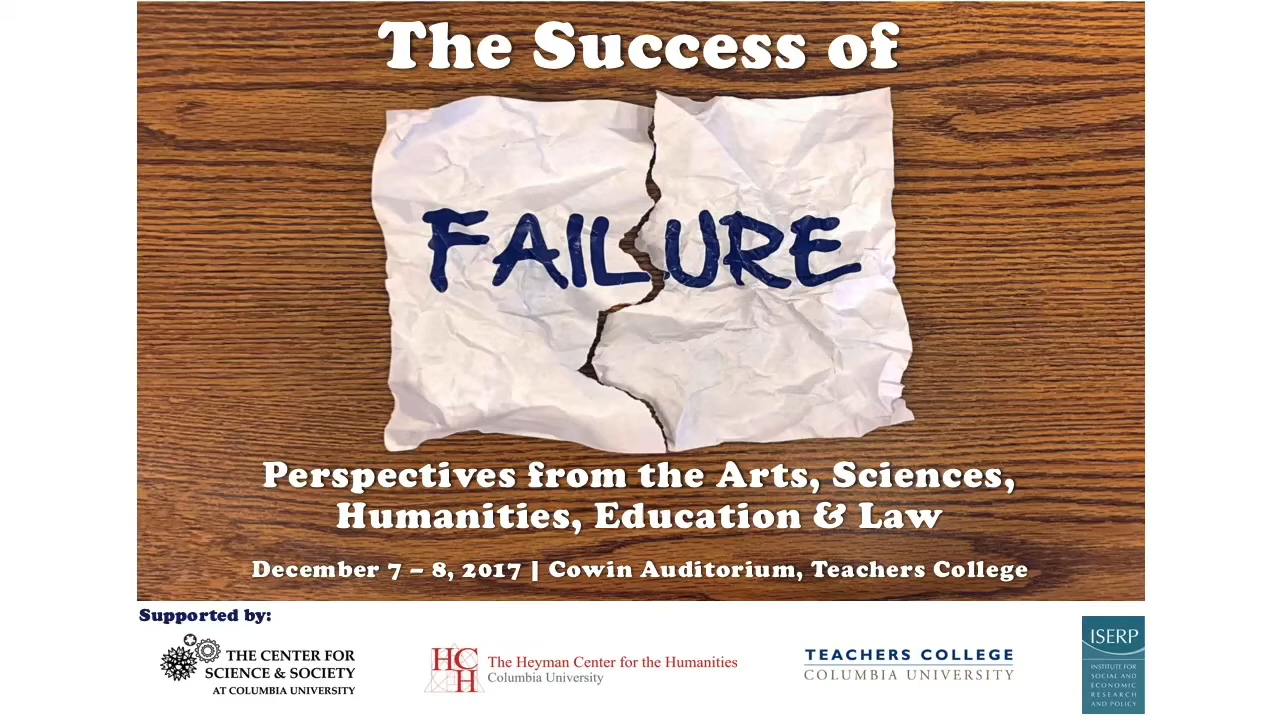 The Success of
FAILURE
Perspectives from the Arts, Sciences,
Humanities, Education & Law
December 7 – 8, 2017 | Cowin Auditorium, Teachers College
Supported by:
THE CENTER FOR
SCIENCE & SOCIETY
AT COLUMBIA UNIVERSITY
HCH
The Heyman Center for the Humanities
Columbia University
TEACHERS COLLEGE
COLUMBIA UNIVERSITY
ISERP
INSTITUTE FOR
SOCIAL AND
ECONOMIC
RESEARCH
AND POLICY